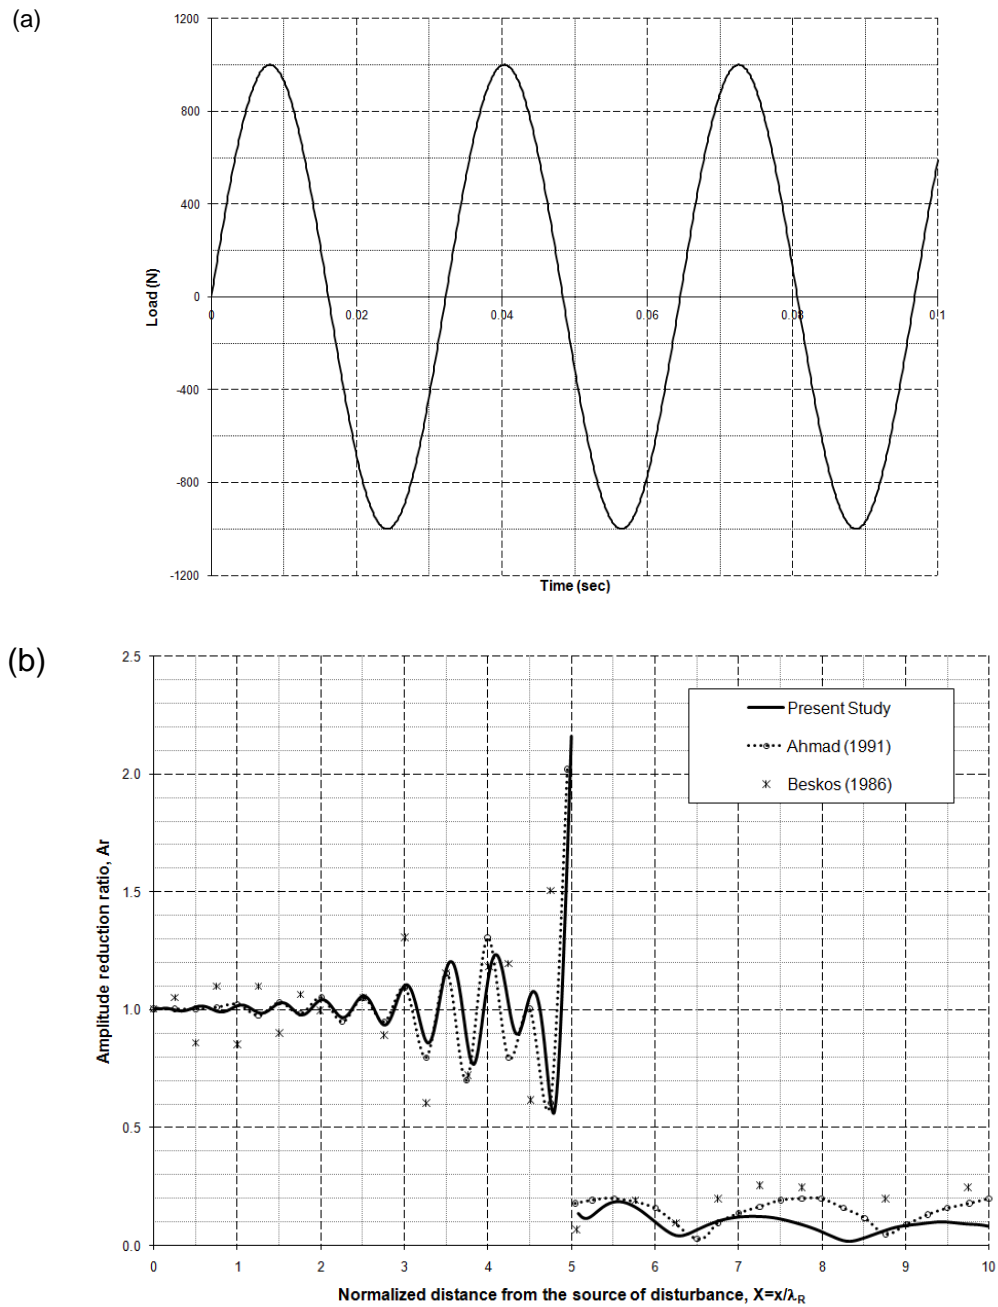 (a)
1200
800
400
0
-400
-800
-1200
Load (N)
0 0.02 0.04 0.06 0.08 0.1
Time (sec)
(b)
2.5
2.0
1.5
1.0
0.5
0.0
Amplitude reduction ratio, Ar
Present Study
Ahmad (1991)
Beskos (1986)
0 1 2 3 4 5 6 7 8 9 10
Normalized distance from the source of disturbance, X=x/λR